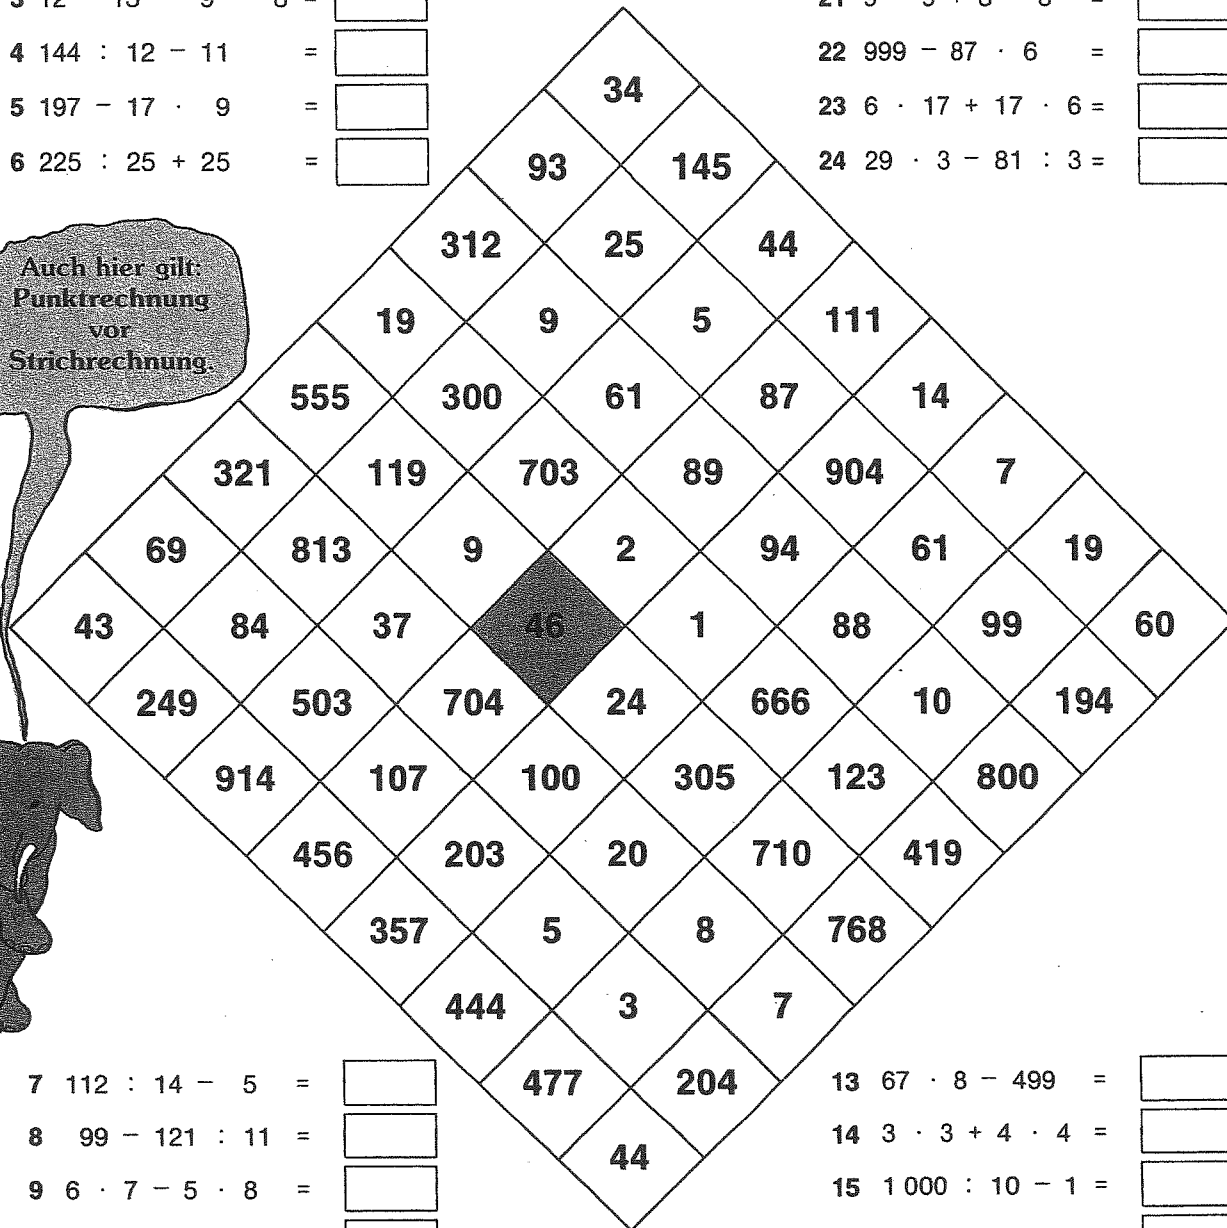 4 144 : 12 – 11 =
5 197 – 17 · 9 =
6 225 : 25 + 25 =
22 999 – 87 · 6 =
23 6 · 17 + 17 · 6 =
24 29 · 3 – 81 : 3 =
Auch hier gilt:
Punktrechnung
vor
Strichrechnung.
34
93 145
312 25 44
19 9 5 111
555 300 61 87 14
321 119 703 89 904 7
69 813 9 2 94 61 19
43 84 37 46 1 88 99 60
249 503 704 24 666 10 194
914 107 100 305 123 800
456 203 20 710 419
357 5 8 768
444 3 7
477 204
44
7 112 : 14 – 5 =
8 99 – 121 : 11 =
9 6 · 7 – 5 · 8 =
13 67 · 8 – 499 =
14 3 · 3 + 4 · 4 =
15 1 000 : 10 – 1 =